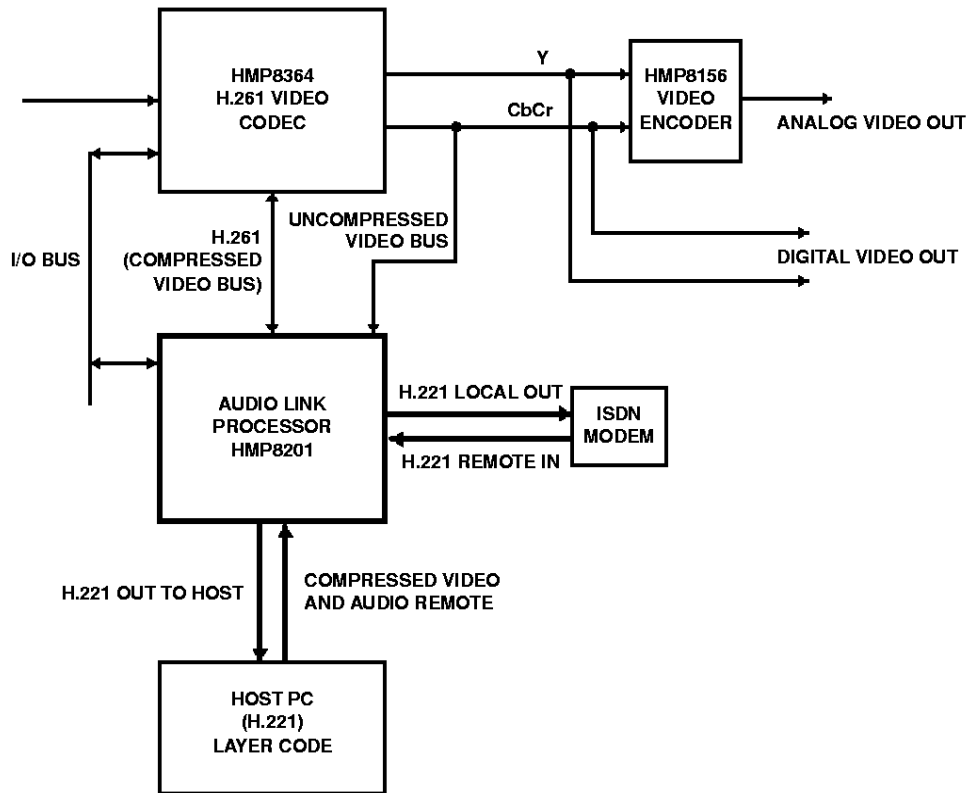 HMP8364
H.261 VIDEO
CODEC
Y
CbCr
HMP8156
VIDEO
ENCODER
ANALOG VIDEO OUT
I/O BUS
H.261
(COMPRESSED
VIDEO BUS)
UNCOMPRESSED
VIDEO BUS
DIGITAL VIDEO OUT
AUDIO LINK
PROCESSOR
HMP8201
H.221 LOCAL OUT
H.221 REMOTE IN
ISDN
MODEM
H.221 OUT TO HOST
COMPRESSED VIDEO
AND AUDIO REMOTE
HOST PC
(H.221)
LAYER CODE